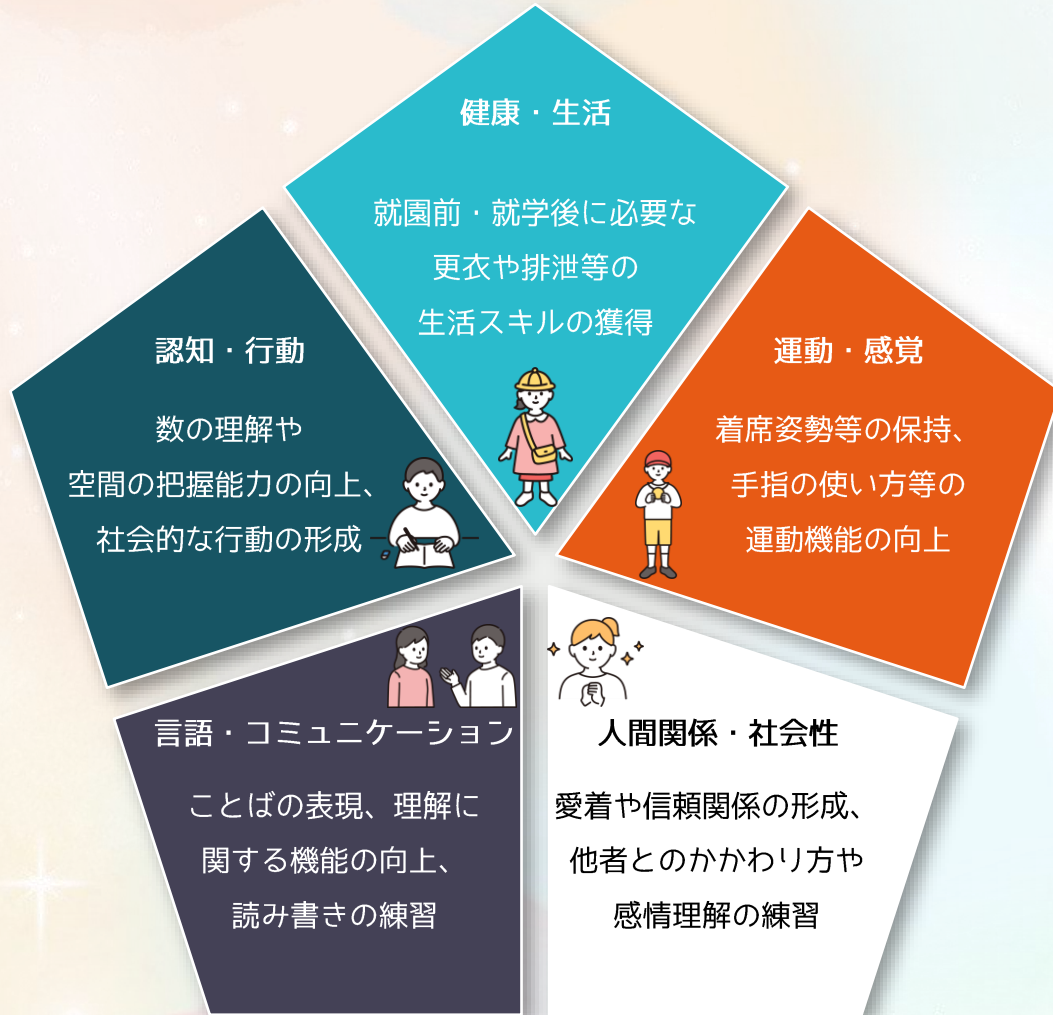 健康・生活
就園前・就学後に必要な
更衣や排泄等の
生活スキルの獲得
認知・行動
数の理解や
空間の把握能力の向上、
社会的な行動の形成
運動・感覚
着席姿勢等の保持、
手指の使い方等の
運動機能の向上
言語・コミュニケーション
ことばの表現、理解に
関する機能の向上、
読み書きの練習
人間関係・社会性
愛着や信頼関係の形成、
他者とのかかわり方や
感情理解の練習